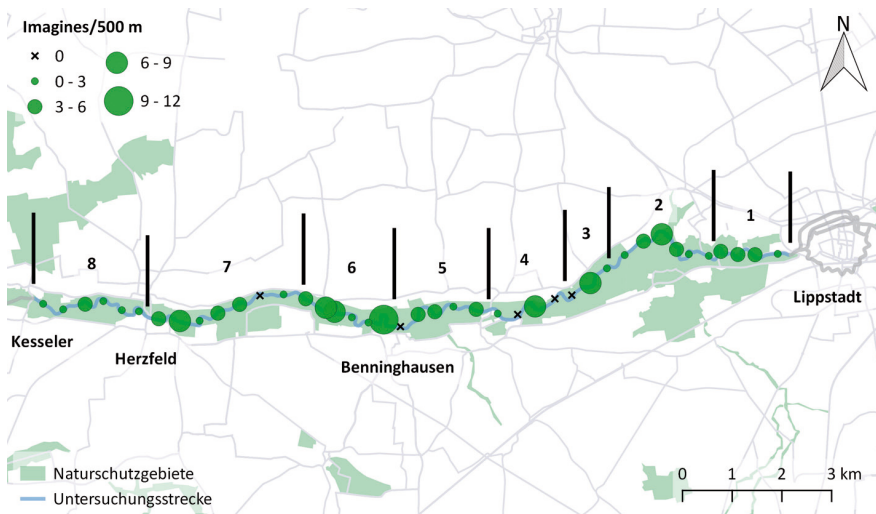 Imagines/500 m
0
0 - 3
3 - 6
6 - 9
9 - 12
N
1
2
3
4
5
6
7
8
Lippstadt
Kesseler
Herzfeld
Benninghausen
Naturschutzgebiete
Untersuchungsstrecke
0 1 2 3 km